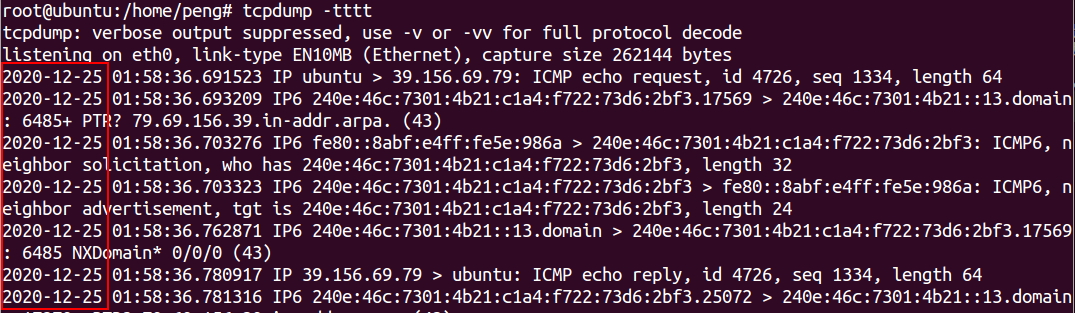 root@ubuntu:/home/peng# tcpdump -tttt
tcpdump: verbose output suppressed, use -v or -vv for full protocol decode
listening on eth0, link-type EN10MB (Ethernet), capture size 262144 bytes
2020-12-25 01:58:36.691523 IP ubuntu > 39.156.69.79: ICMP echo request, id 4726, seq 1334, length 64
2020-12-25 01:58:36.693209 IP6 240e:46c:7301:4b21:c1a4:f722:73d6:2bf3.17569 > 240e:46c:7301:4b21::13.domain
: 6485+ PTR? 79.69.156.39.in-addr.arpa. (43)
2020-12-25 01:58:36.703276 IP6 fe80::8abf:e4ff:fe5e:986a > 240e:46c:7301:4b21:c1a4:f722:73d6:2bf3: ICMP6, n
eighbor solicitation, who has 240e:46c:7301:4b21:c1a4:f722:73d6:2bf3, length 32
2020-12-25 01:58:36.703323 IP6 240e:46c:7301:4b21:c1a4:f722:73d6:2bf3 > fe80::8abf:e4ff:fe5e:986a: ICMP6, n
eighbor advertisement, tgt is 240e:46c:7301:4b21:c1a4:f722:73d6:2bf3, length 24
2020-12-25 01:58:36.762871 IP6 240e:46c:7301:4b21::13.domain > 240e:46c:7301:4b21:c1a4:f722:73d6:2bf3.17569
: 6485 NXDomain* 0/0/0 (43)
2020-12-25 01:58:36.780917 IP 39.156.69.79 > ubuntu: ICMP echo reply, id 4726, seq 1334, length 64
2020-12-25 01:58:36.781316 IP6 240e:46c:7301:4b21:c1a4:f722:73d6:2bf3.25072 > 240e:46c:7301:4b21::13.domain